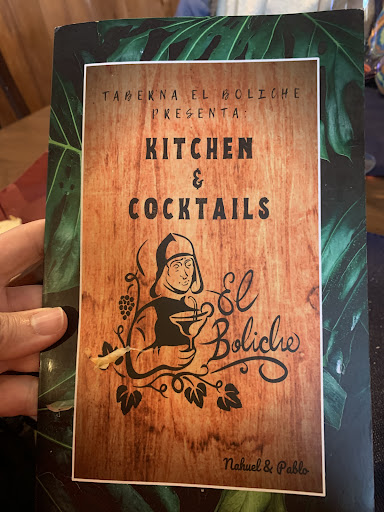 TABERNA EL BOLICHE
PRESENTA:
KITCHEN
&
COCKTAILS
El
Boliche
Nahuel & Pablo